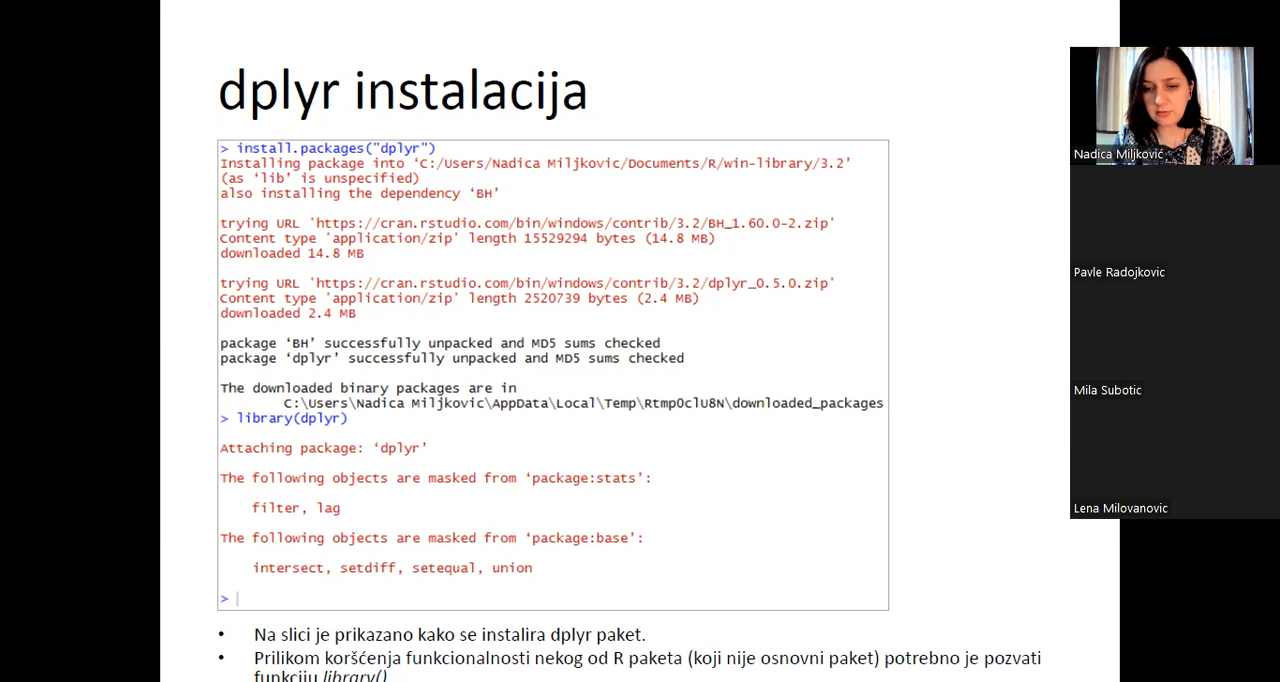 dplyr instalacija
> install.packages("dplyr")
Installing package into ‘C:/Users/Nadica Miljkovic/Documents/R/win-library/3.2’
(as ‘lib’ is unspecified)
also installing the dependency ‘BH’
trying URL 'https://cran.rstudio.com/bin/windows/contrib/3.2/BH_1.60.0-2.zip'
Content type 'application/zip' length 15529294 bytes (14.8 MB)
downloaded 14.8 MB
trying URL 'https://cran.rstudio.com/bin/windows/contrib/3.2/dplyr_0.5.0.zip'
Content type 'application/zip' length 2520739 bytes (2.4 MB)
downloaded 2.4 MB
package ‘BH’ successfully unpacked and MD5 sums checked
package ‘dplyr’ successfully unpacked and MD5 sums checked
The downloaded binary packages are in
C:\Users\Nadica Miljkovic\AppData\Local\Temp\Rtmp0clU8N\downloaded_packages
> library(dplyr)
Attaching package: ‘dplyr’
The following objects are masked from ‘package:stats’:
filter, lag
The following objects are masked from ‘package:base’:
intersect, setdiff, setequal, union
>
• Na slici je prikazano kako se instalira dplyr paket.
• Prilikom koršćenja funkcionalnosti nekog od R paketa (koji nije osnovni paket) potrebno je pozvati
funkciju library()
Nadica Miljkovic
Pavle Radojkovic
Mila Subotic
Lena Milovanovic